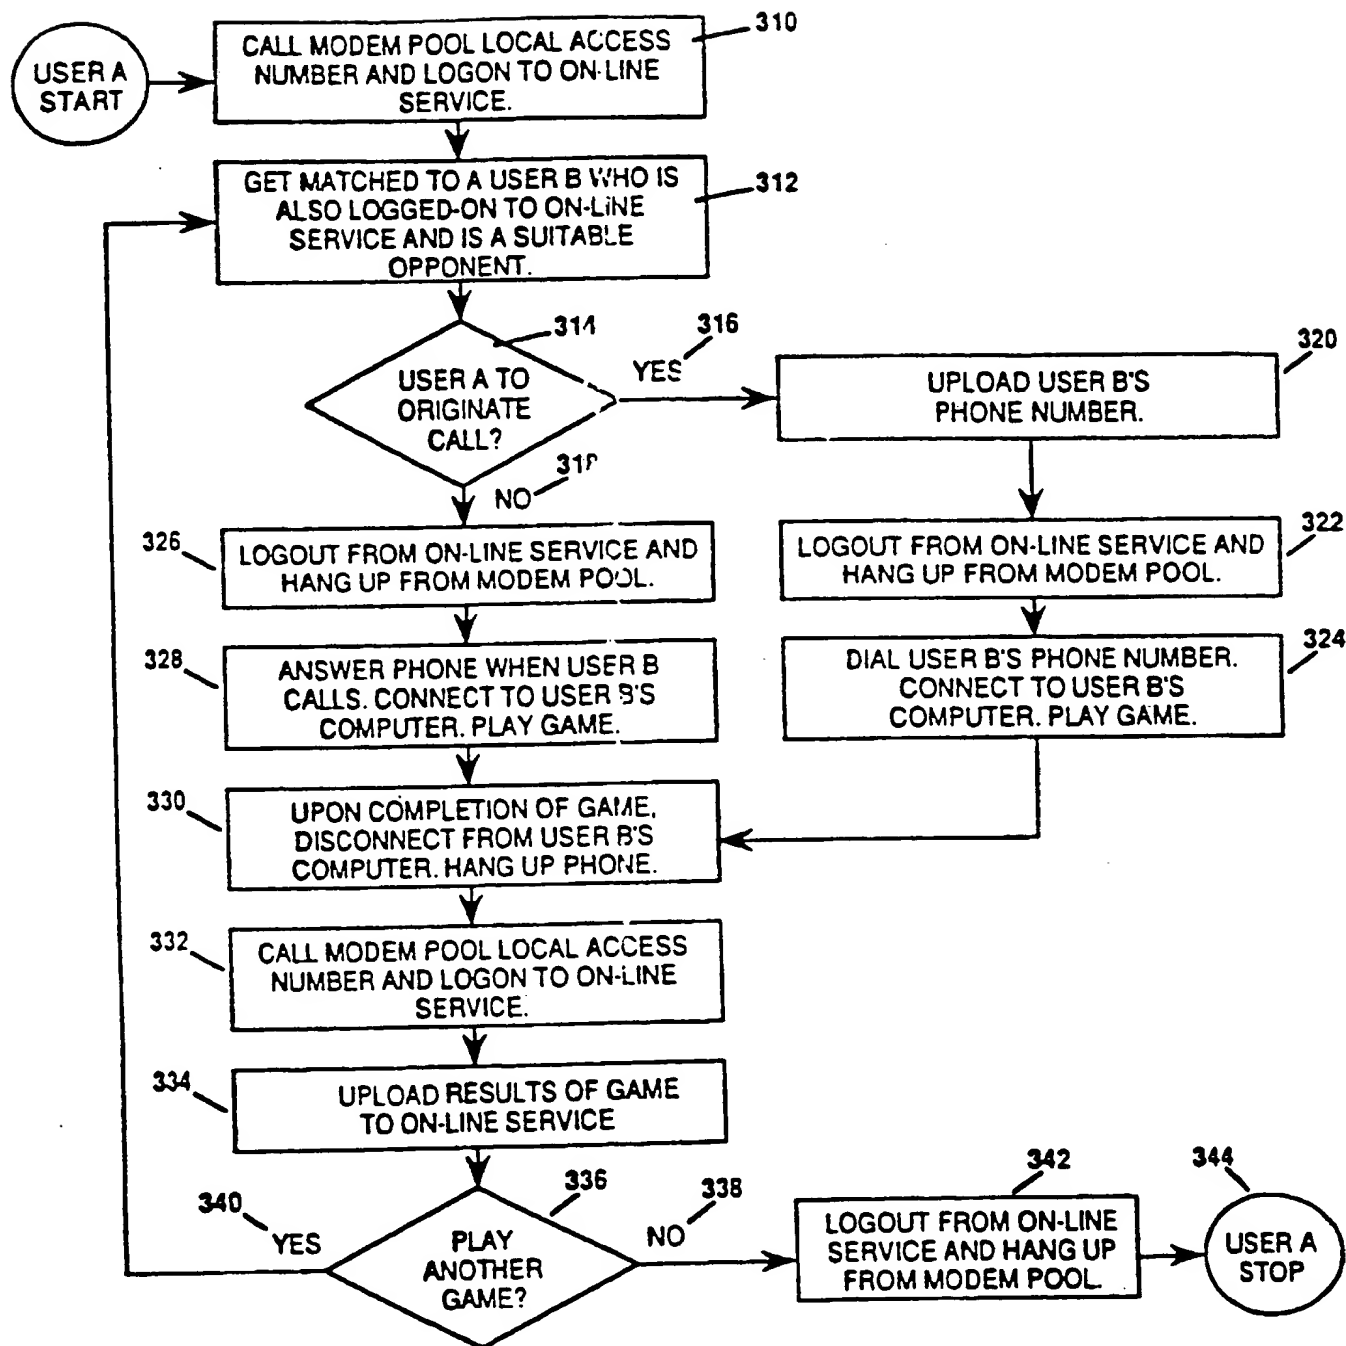 USER A
START
CALL MODEM POOL LOCAL ACCESS
NUMBER AND LOGON TO ON-LINE
SERVICE.
310
GET MATCHED TO A USER B WHO IS
ALSO LOGGED-ON TO ON-LINE
SERVICE AND IS A SUITABLE
OPPONENT.
312
314
USER A TO
ORIGINATE
CALL?
316
YES
318
NO
320
UPLOAD USER B'S
PHONE NUMBER.
326
LOGOUT FROM ON-LINE SERVICE AND
HANG UP FROM MODEM POOL.
322
LOGOUT FROM ON-LINE SERVICE AND
HANG UP FROM MODEM POOL.
328
ANSWER PHONE WHEN USER B
CALLS. CONNECT TO USER B'S
COMPUTER. PLAY GAME.
324
DIAL USER B'S PHONE NUMBER.
CONNECT TO USER B'S
COMPUTER. PLAY GAME.
330
UPON COMPLETION OF GAME,
DISCONNECT FROM USER B'S
COMPUTER. HANG UP PHONE.
332
CALL MODEM POOL LOCAL ACCESS
NUMBER AND LOGON TO ON-LINE
SERVICE.
334
UPLOAD RESULTS OF GAME
TO ON-LINE SERVICE
336
PLAY
ANOTHER
GAME?
340
YES
338
NO
342
LOGOUT FROM ON-LINE
SERVICE AND HANG UP
FROM MODEM POOL.
344
USER A
STOP